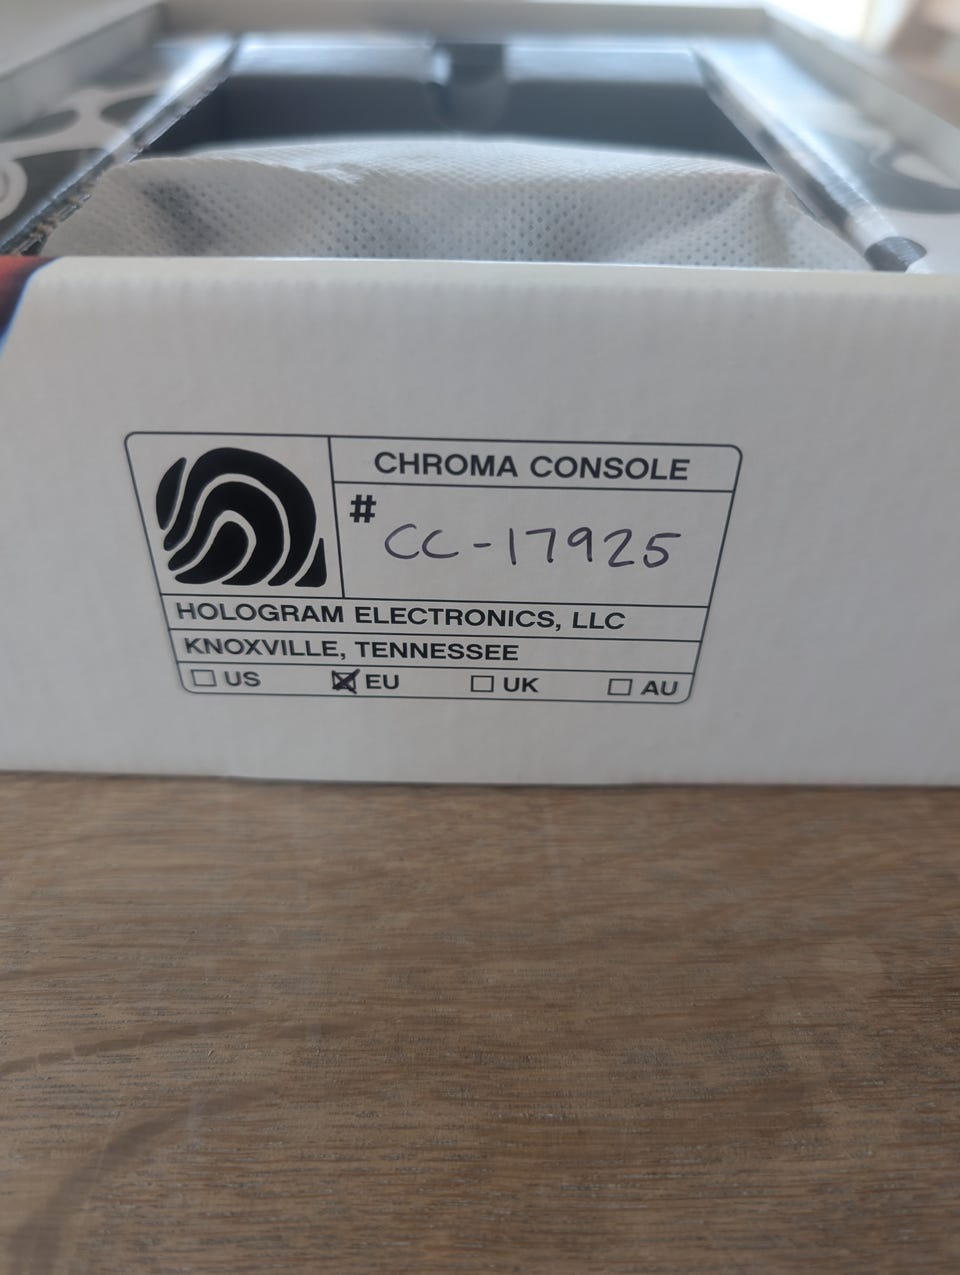 CHROMA CONSOLE
# CC-17925
HOLOGRAM ELECTRONICS, LLC
KNOXVILLE, TENNESSEE
☐ US ☒ EU ☐ UK ☐ AU